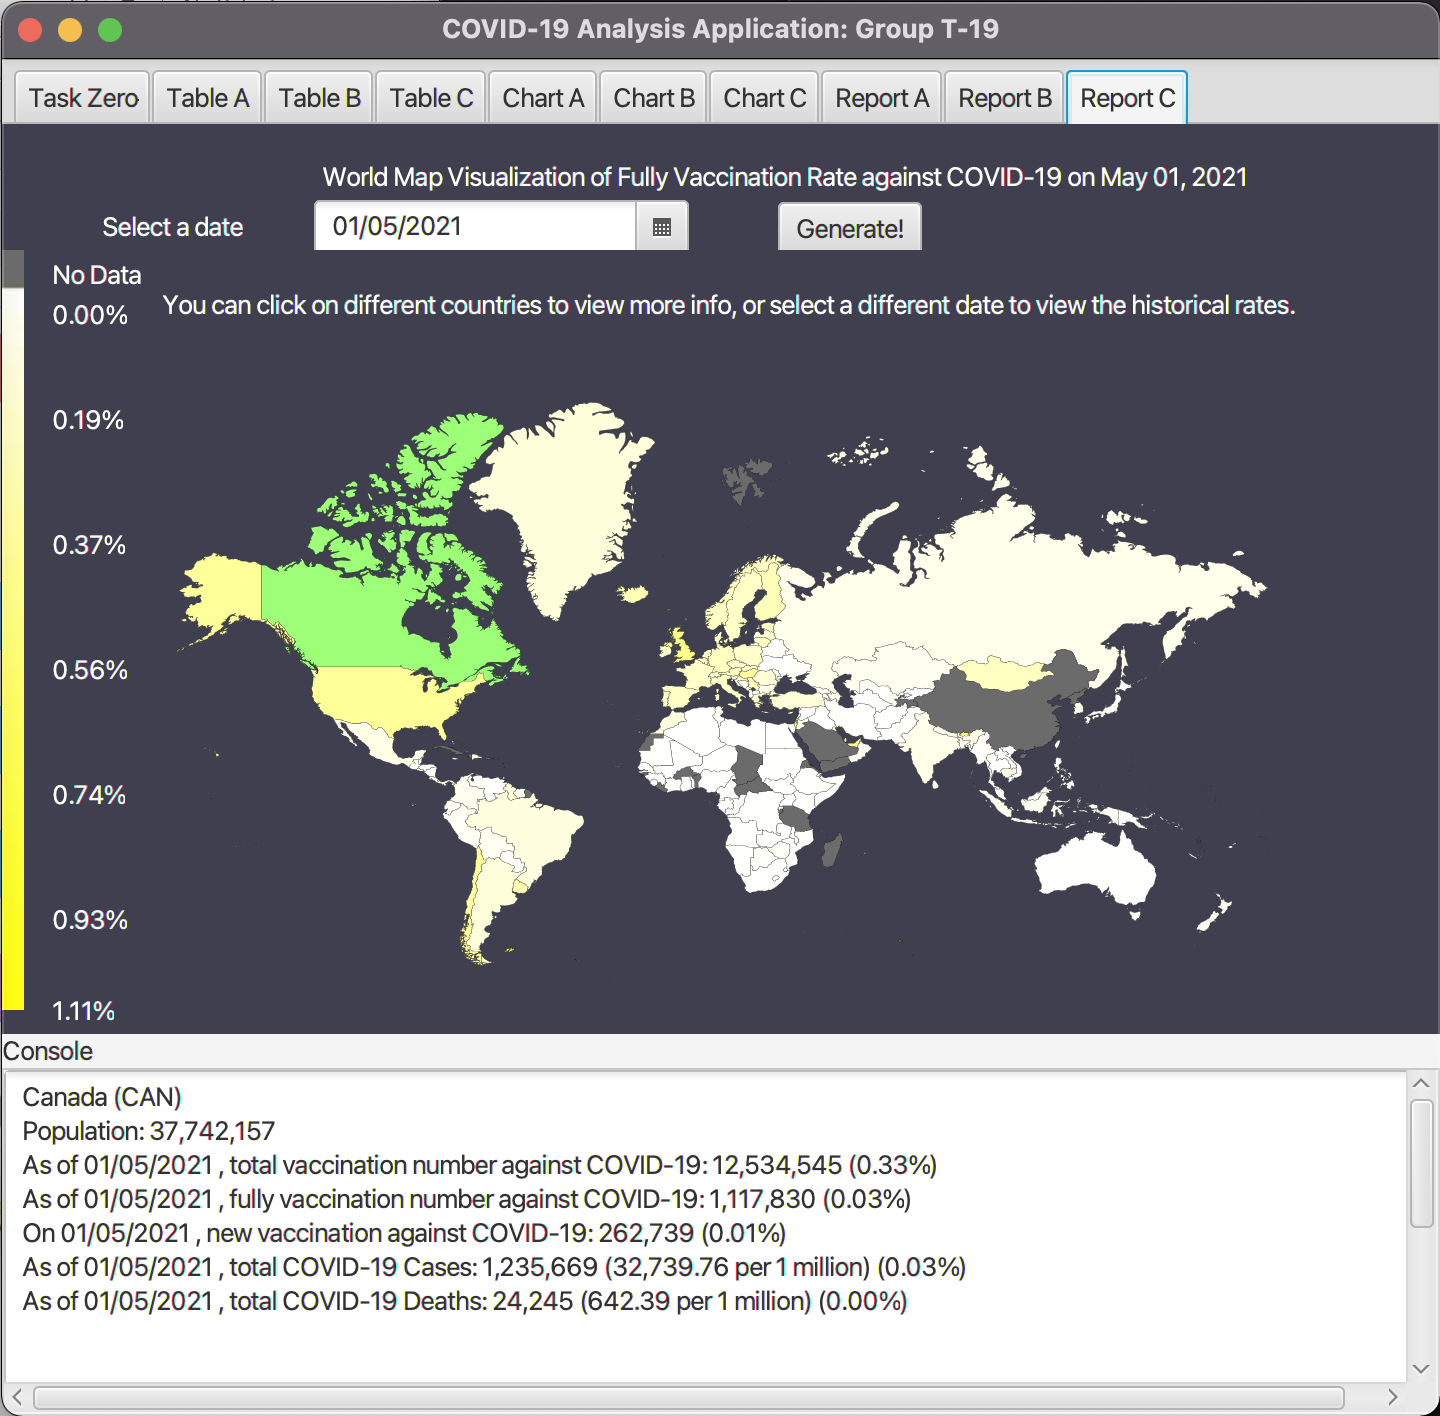 COVID-19 Analysis Application: Group T-19
Task Zero Table A Table B Table C Chart A Chart B Chart C Report A Report B Report C
World Map Visualization of Fully Vaccination Rate against COVID-19 on May 01, 2021
Select a date 01/05/2021 Generate!
No Data
You can click on different countries to view more info, or select a different date to view the historical rates.
0.00%
0.19%
0.37%
0.56%
0.74%
0.93%
1.11%
Console
Canada (CAN)
Population: 37,742,157
As of 01/05/2021 , total vaccination number against COVID-19: 12,534,545 (0.33%)
As of 01/05/2021 , fully vaccination number against COVID-19: 1,117,830 (0.03%)
On 01/05/2021 , new vaccination against COVID-19: 262,739 (0.01%)
As of 01/05/2021 , total COVID-19 Cases: 1,235,669 (32,739.76 per 1 million) (0.03%)
As of 01/05/2021 , total COVID-19 Deaths: 24,245 (642.39 per 1 million) (0.00%)